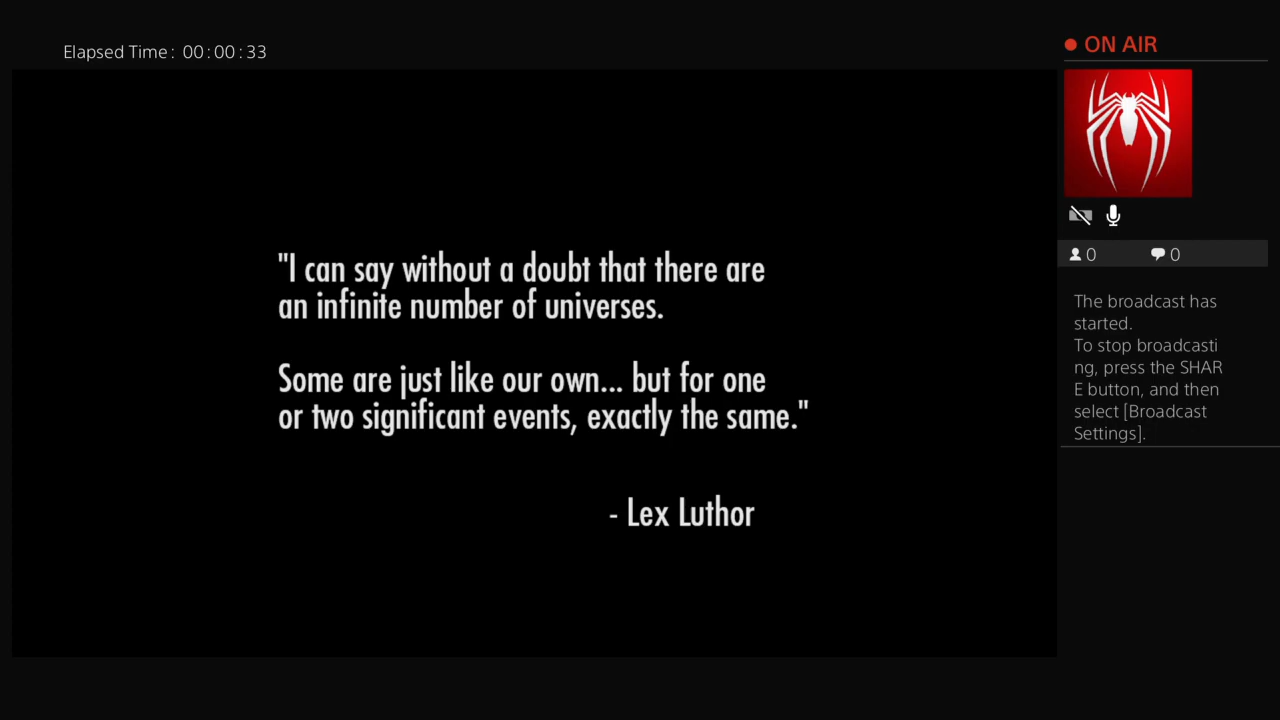 Elapsed Time: 00:00:33
ON AIR
"I can say without a doubt that there are
an infinite number of universes.
Some are just like our own... but for one
or two significant events, exactly the same."
- Lex Luthor
0
0
The broadcast has
started.
To stop broadcasti
ng, press the SHAR
E button, and then
select [Broadcast
Settings].